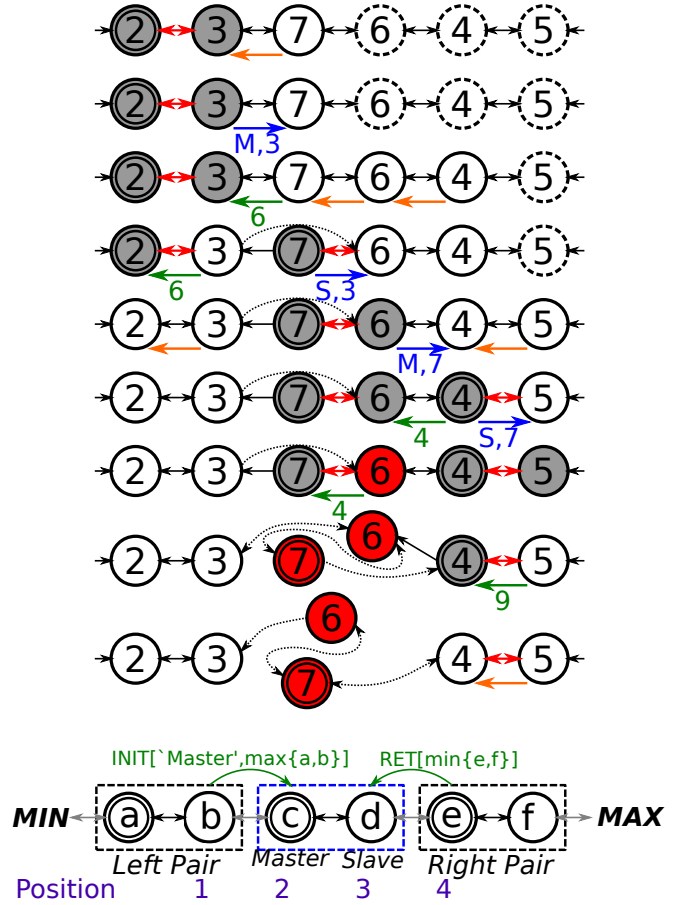 2 3 7 6 4 5
2 3 7 6 4 5
M,3
2 3 7 6 4 5
6
2 3 7 6 4 5
6 S,3
2 3 7 6 4 5
M,7
2 3 7 6 4 5
4 S,7
2 3 7 6 4 5
4
2 3 7 6 4 5
9
2 3 7 6 4 5
INIT[`Master',max{a,b}] RET[min{e,f}]
MIN a b c d e f MAX
Left Pair Master Slave Right Pair
Position 1 2 3 4